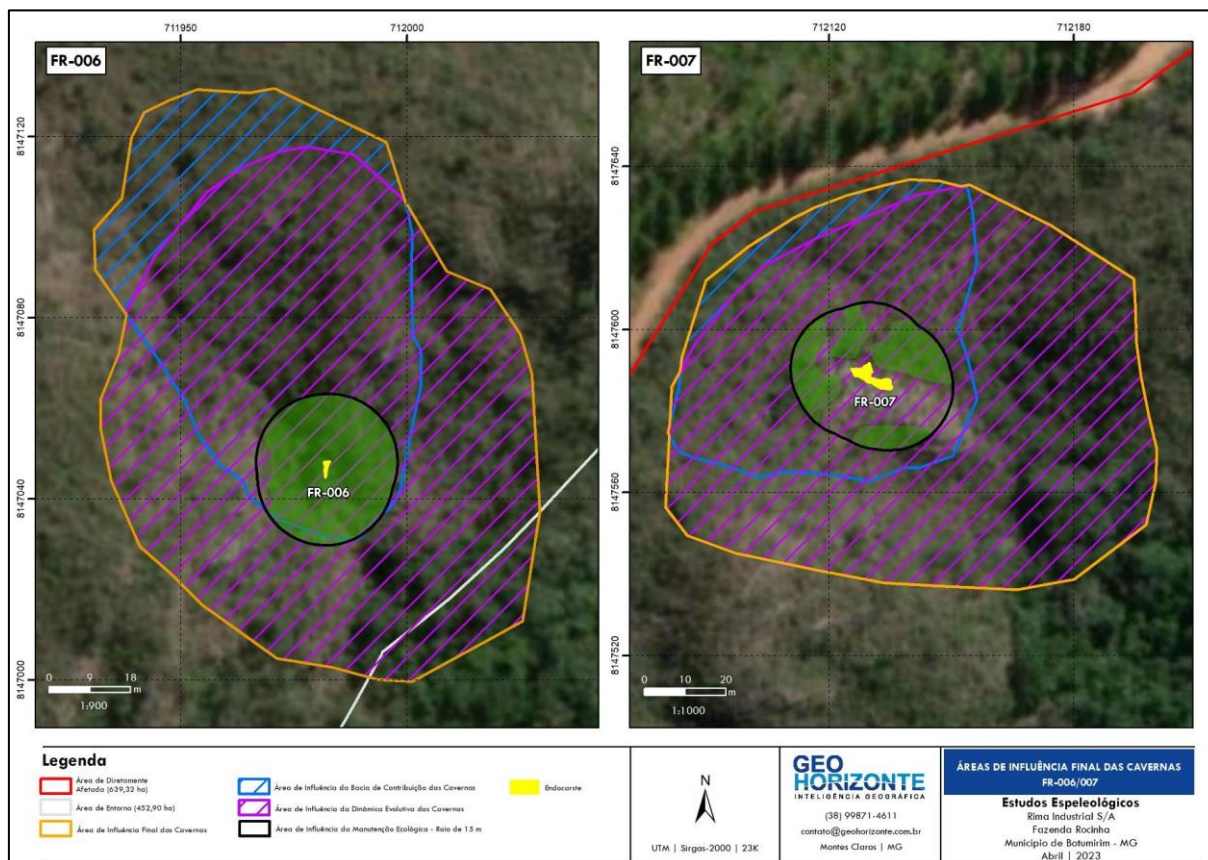 711950
712000
FR-006
8147120
8147080
8147040
8147000
FR-006
0 9 18
m
1:900
712120
712180
FR-007
8147640
8147600
8147560
8147520
FR-007
0 10 20
m
1:1000
Legenda
Área de Diretamente
Afetada (639,32 ha)
Área de Entorno (452,90 ha)
Área de Influência Final das Cavernas
Área de Influência da Bacia de Contribuição das Cavernas
Área de Influência da Dinâmica Evolutiva das Cavernas
Área de Influência da Manutenção Ecológica - Raio de 15 m
Endocarste
N
UTM | Sirgas-2000 | 23K
GEO
HORIZONTE
INTELIGÊNCIA GEOGRÁFICA
(38) 99871-4611
contato@geohorizonte.com.br
Montes Claros | MG
ÁREAS DE INFLUÊNCIA FINAL DAS CAVERNAS
FR-006/007
Estudos Espeleológicos
Rima Industrial S/A
Fazenda Rocinha
Município de Botumirim - MG
Abril | 2023